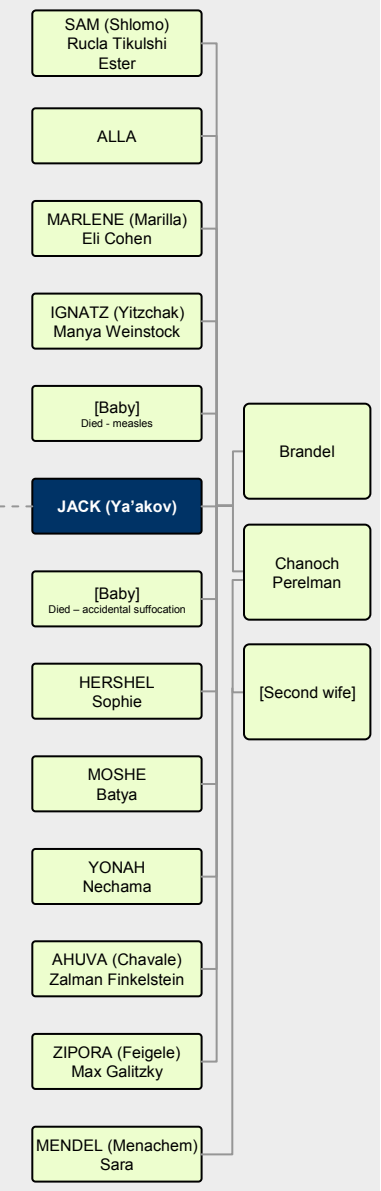 SAM (Shlomo)
Rucla Tikulshi
Ester
ALLA
MARLENE (Marilla)
Eli Cohen
IGNATZ (Yitzchak)
Manya Weinstock
[Baby]
Died - measles
JACK (Ya’akov)
[Baby]
Died – accidental suffocation
HERSHEL
Sophie
MOSHE
Batya
YONAH
Nechama
AHUVA (Chavale)
Zalman Finkelstein
ZIPORA (Feigele)
Max Galitzky
MENDEL (Menachem)
Sara
Brandel
Chanoch
Perelman
[Second wife]